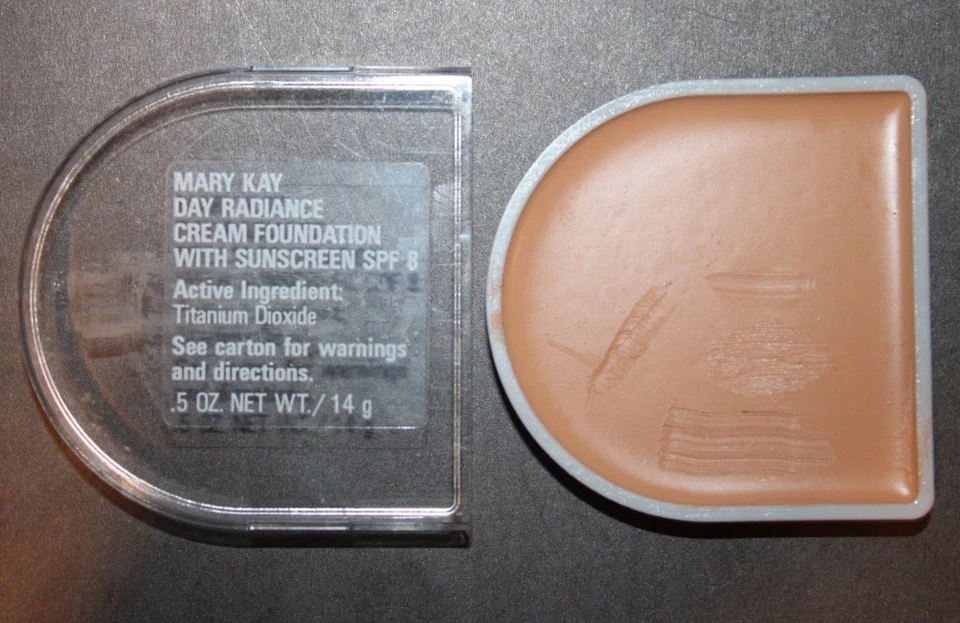 MARY KAY
DAY RADIANCE
CREAM FOUNDATION
WITH SUNSCREEN SPF 8
Active Ingredient:
Titanium Dioxide
See carton for warnings
and directions.
.5 OZ. NET WT./ 14 g